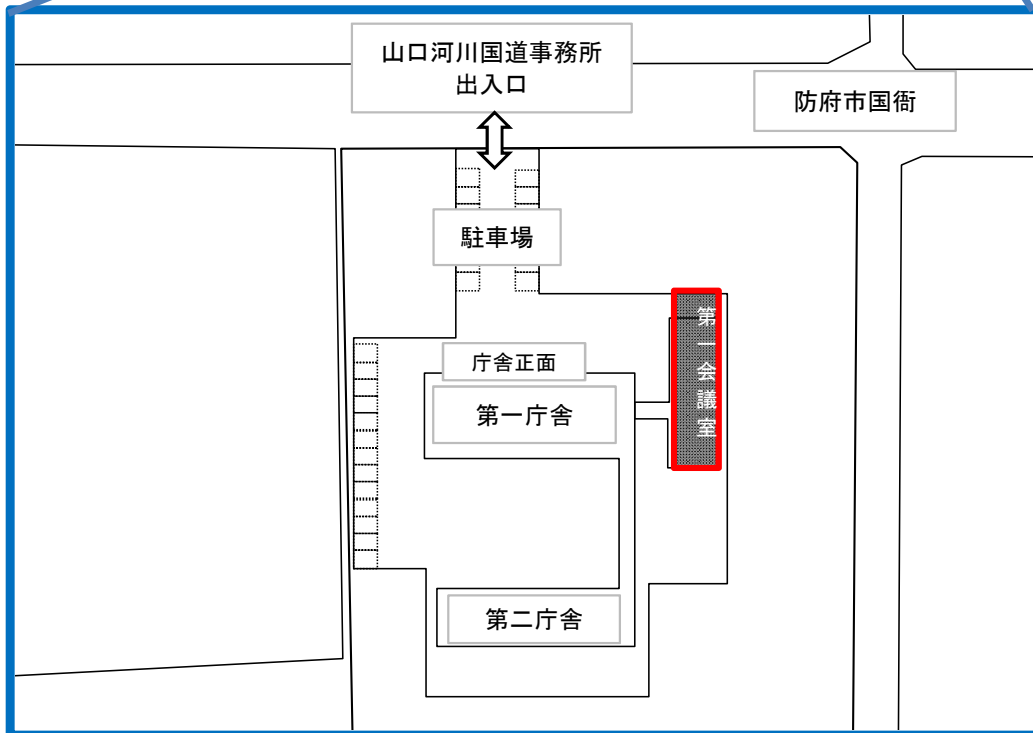 山口河川国道事務所
出入口
防府市国衙
駐車場
第一会議室
庁舎正面
第一庁舎
第二庁舎